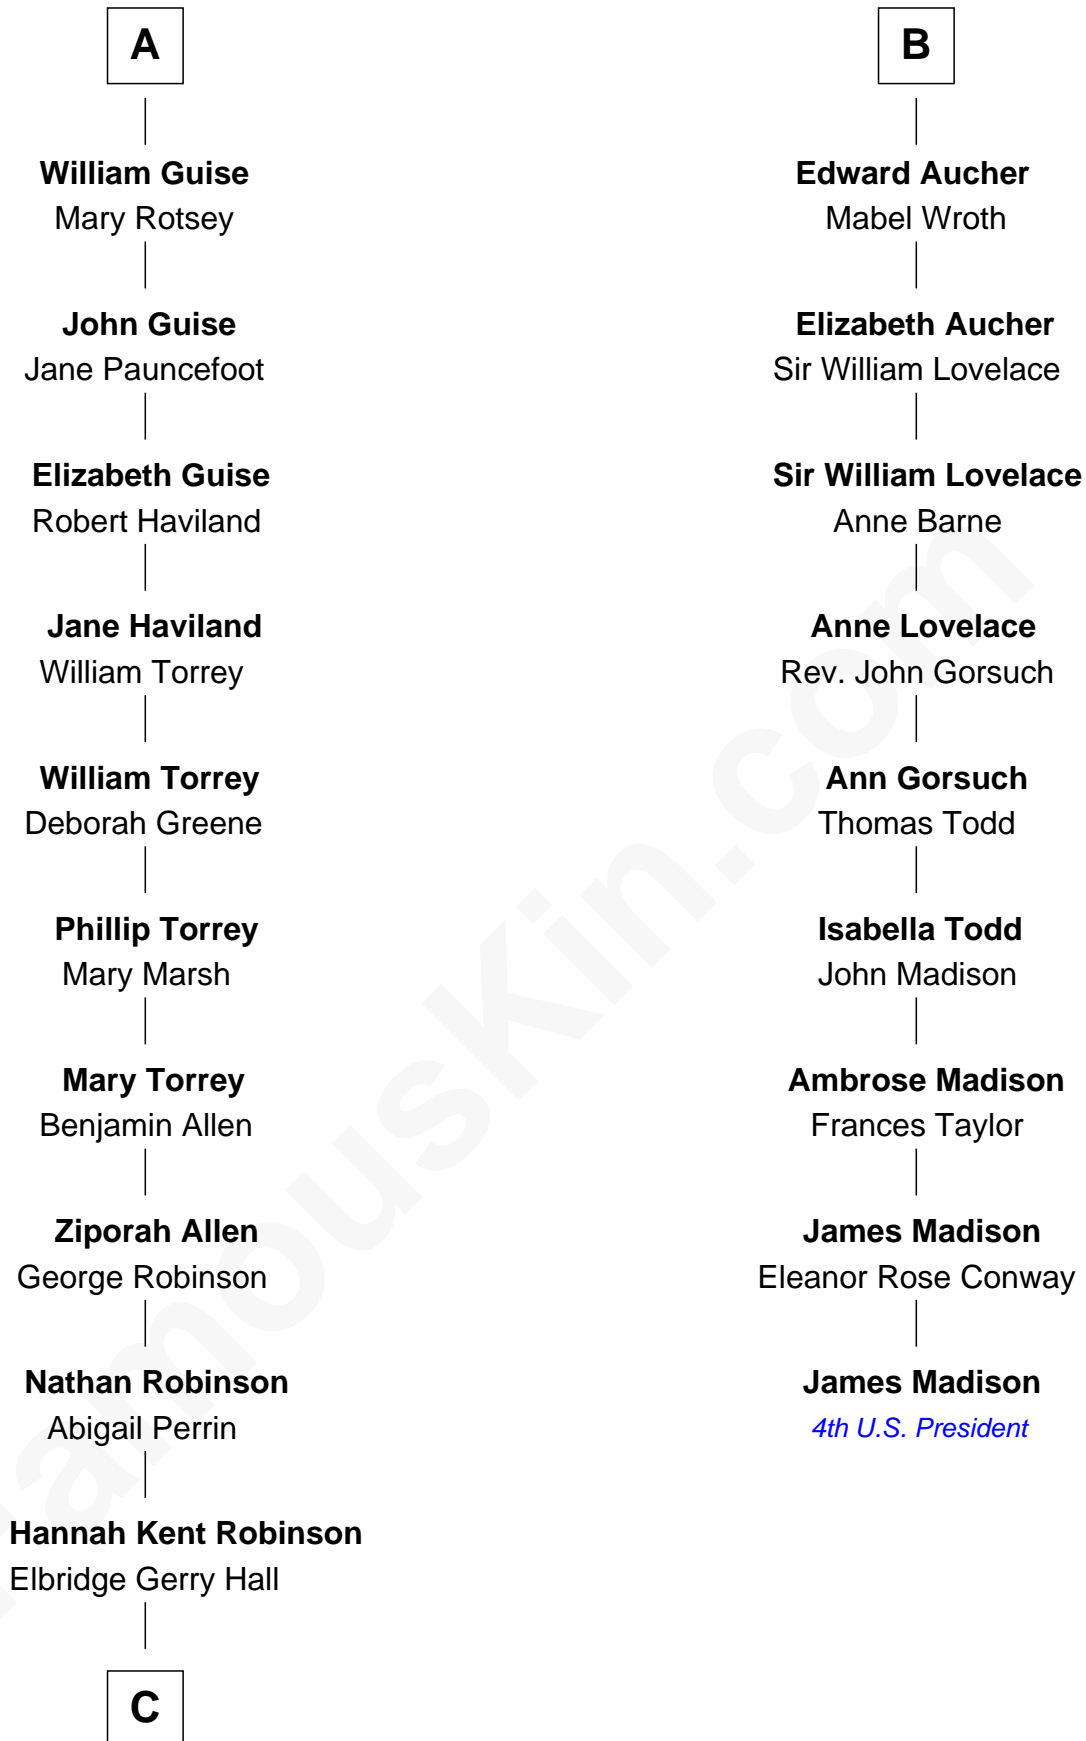 A
William Guise
Mary Rotsey
John Guise
Jane Pauncefoot
Elizabeth Guise
Robert Haviland
Jane Haviland
William Torrey
William Torrey
Deborah Greene
Phillip Torrey
Mary Marsh
Mary Torrey
Benjamin Allen
Ziporah Allen
George Robinson
Nathan Robinson
Abigail Perrin
Hannah Kent Robinson
Elbridge Gerry Hall
C
B
Edward Aucher
Mabel Wroth
Elizabeth Aucher
Sir William Lovelace
Sir William Lovelace
Anne Barne
Anne Lovelace
Rev. John Gorsuch
Ann Gorsuch
Thomas Todd
Isabella Todd
John Madison
Ambrose Madison
Frances Taylor
James Madison
Eleanor Rose Conway
James Madison
4th U.S. President
FamousKin.com